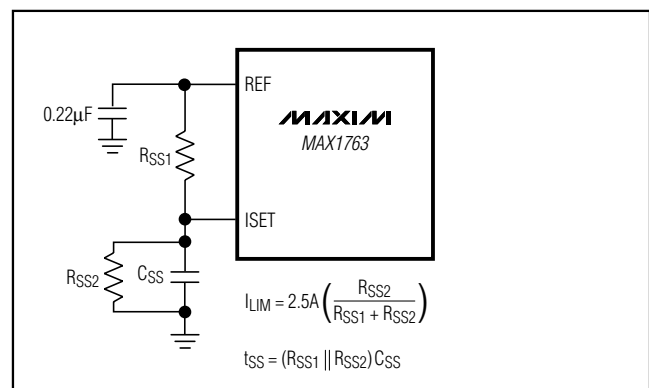 REF
0.22µF
MAXIM
MAX1763
RSS1
ISET
RSS2
CSS
ILIM = 2.5A (RSS2 / RSS1 + RSS2)
tSS = (RSS1 || RSS2) CSS